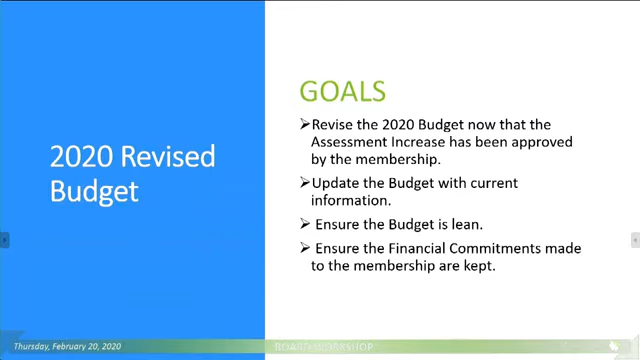 2020 Revised
Budget
GOALS
➢Revise the 2020 Budget now that the
Assessment Increase has been approved
by the membership.
➢Update the Budget with current
information.
➢ Ensure the Budget is lean.
➢ Ensure the Financial Commitments made
to the membership are kept.
Thursday, February 20, 2020
BOARD WORKSHOP